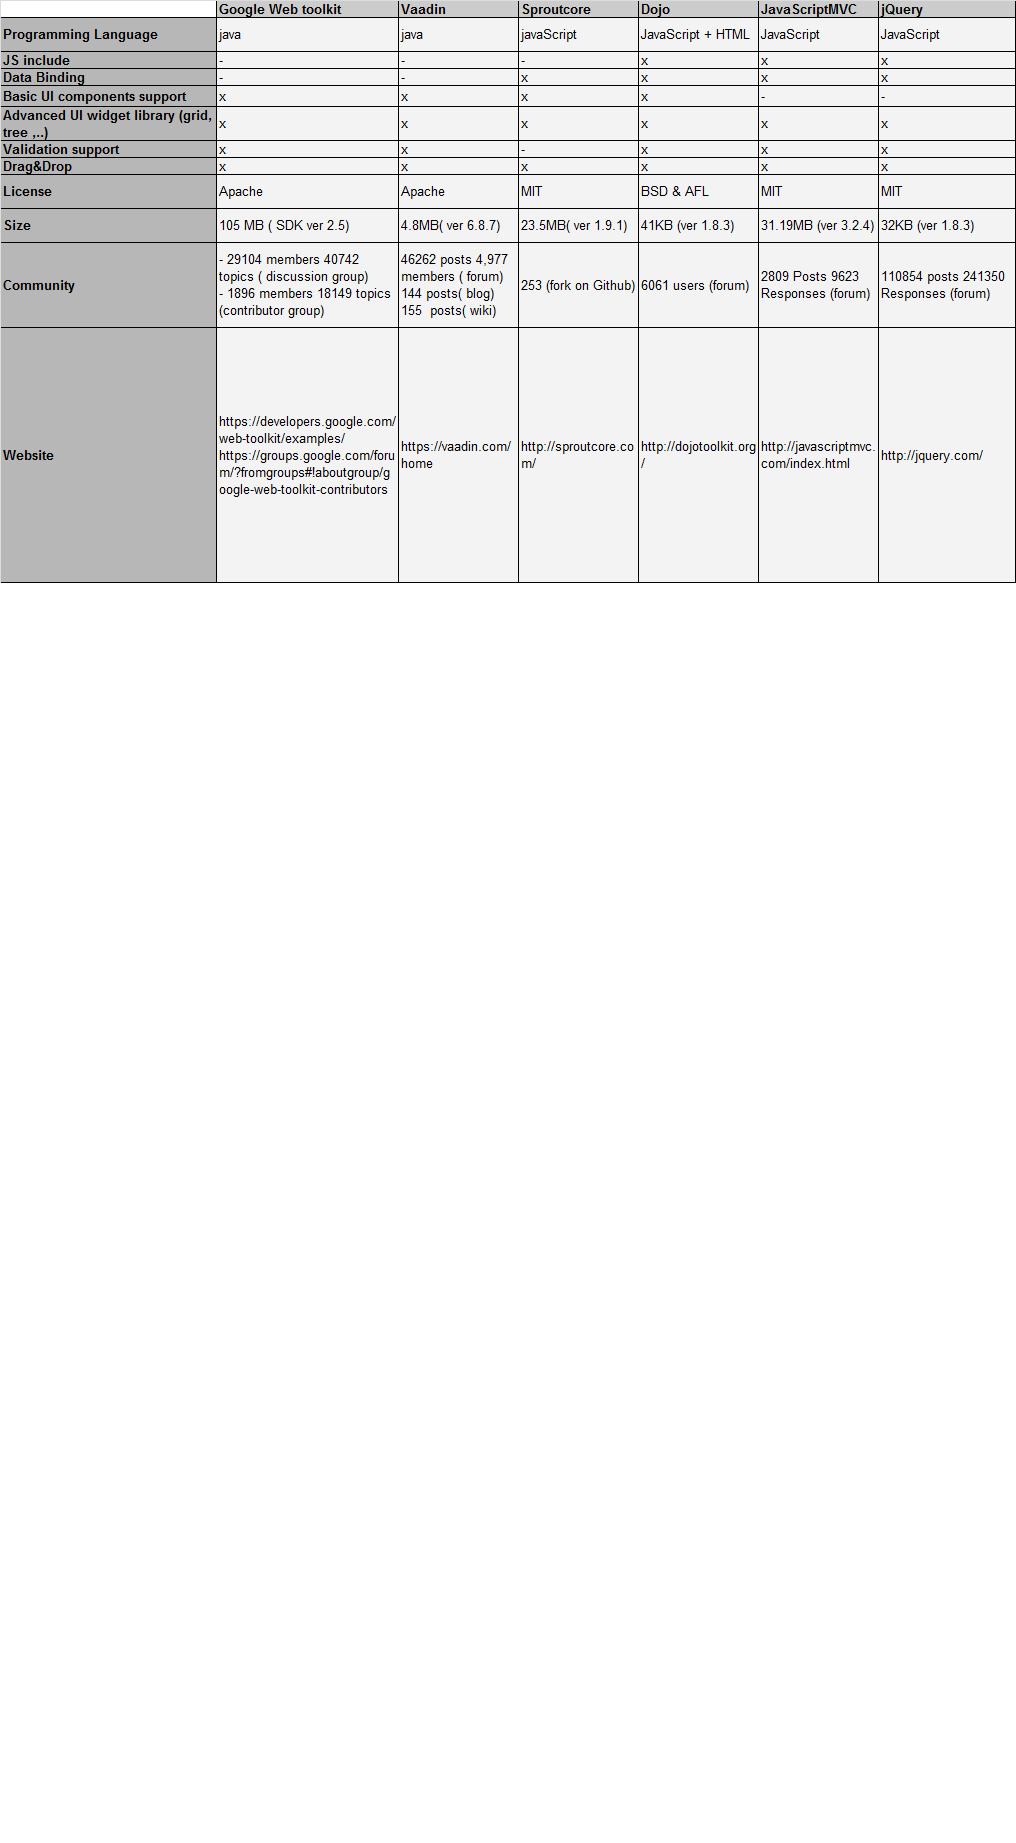 Google Web toolkit Vaadin Sproutcore Dojo JavaScriptMVC jQuery
Programming Language java java javaScript JavaScript + HTML JavaScript JavaScript
JS include - - - x x x
Data Binding - - x x x x
Basic UI components support x x x x - -
Advanced UI widget library (grid,
tree ,..) x x x x x x
Validation support x x - x x x
Drag&Drop x x x x x x
License Apache Apache MIT BSD & AFL MIT MIT
Size 105 MB ( SDK ver 2.5) 4.8MB( ver 6.8.7) 23.5MB( ver 1.9.1) 41KB (ver 1.8.3) 31.19MB (ver 3.2.4) 32KB (ver 1.8.3)
Community
- 29104 members 40742
topics ( discussion group)
- 1896 members 18149 topics
(contributor group)
46262 posts 4,977
members ( forum)
144 posts( blog)
155  posts( wiki)
253 (fork on Github)
6061 users (forum)
2809 Posts 9623
Responses (forum)
110854 posts 241350
Responses (forum)
Website
https://developers.google.com/
web-toolkit/examples/
https://groups.google.com/foru
m/?fromgroups#!aboutgroup/g
oogle-web-toolkit-contributors
https://vaadin.com/
home
http://sproutcore.co
m/
http://dojotoolkit.org
/
http://javascriptmvc.
com/index.html
http://jquery.com/